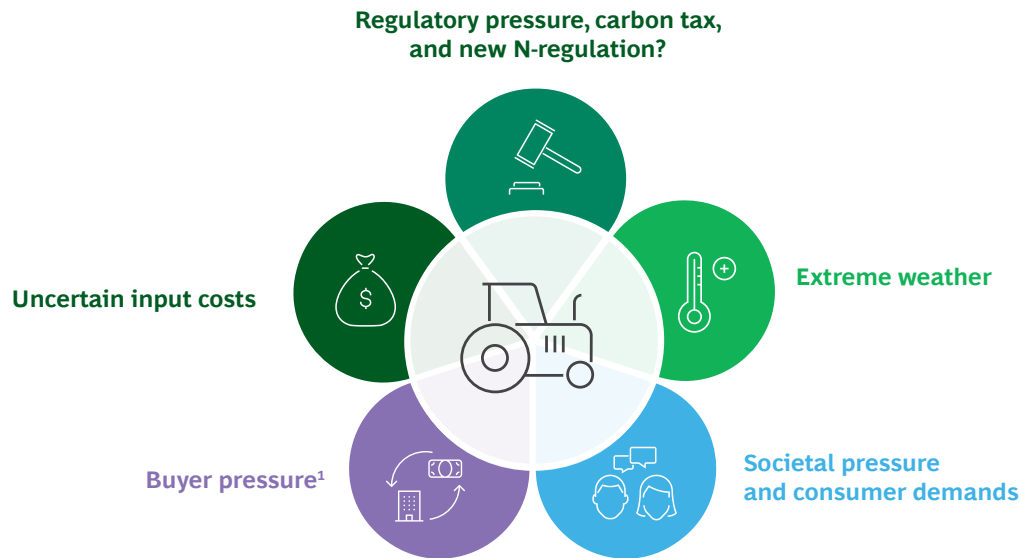 Regulatory pressure, carbon tax,
and new N-regulation?
Extreme weather
Uncertain input costs
$
Buyer pressure¹
Societal pressure
and consumer demands